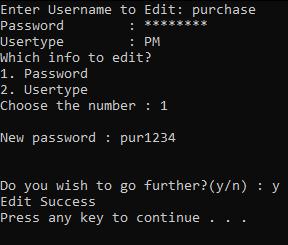 Enter Username to Edit: purchase
Password        : ********
Usertype        : PM
Which info to edit?
1. Password
2. Usertype
Choose the number : 1
New password : pur1234
Do you wish to go further?(y/n) : y
Edit Success
Press any key to continue . . .